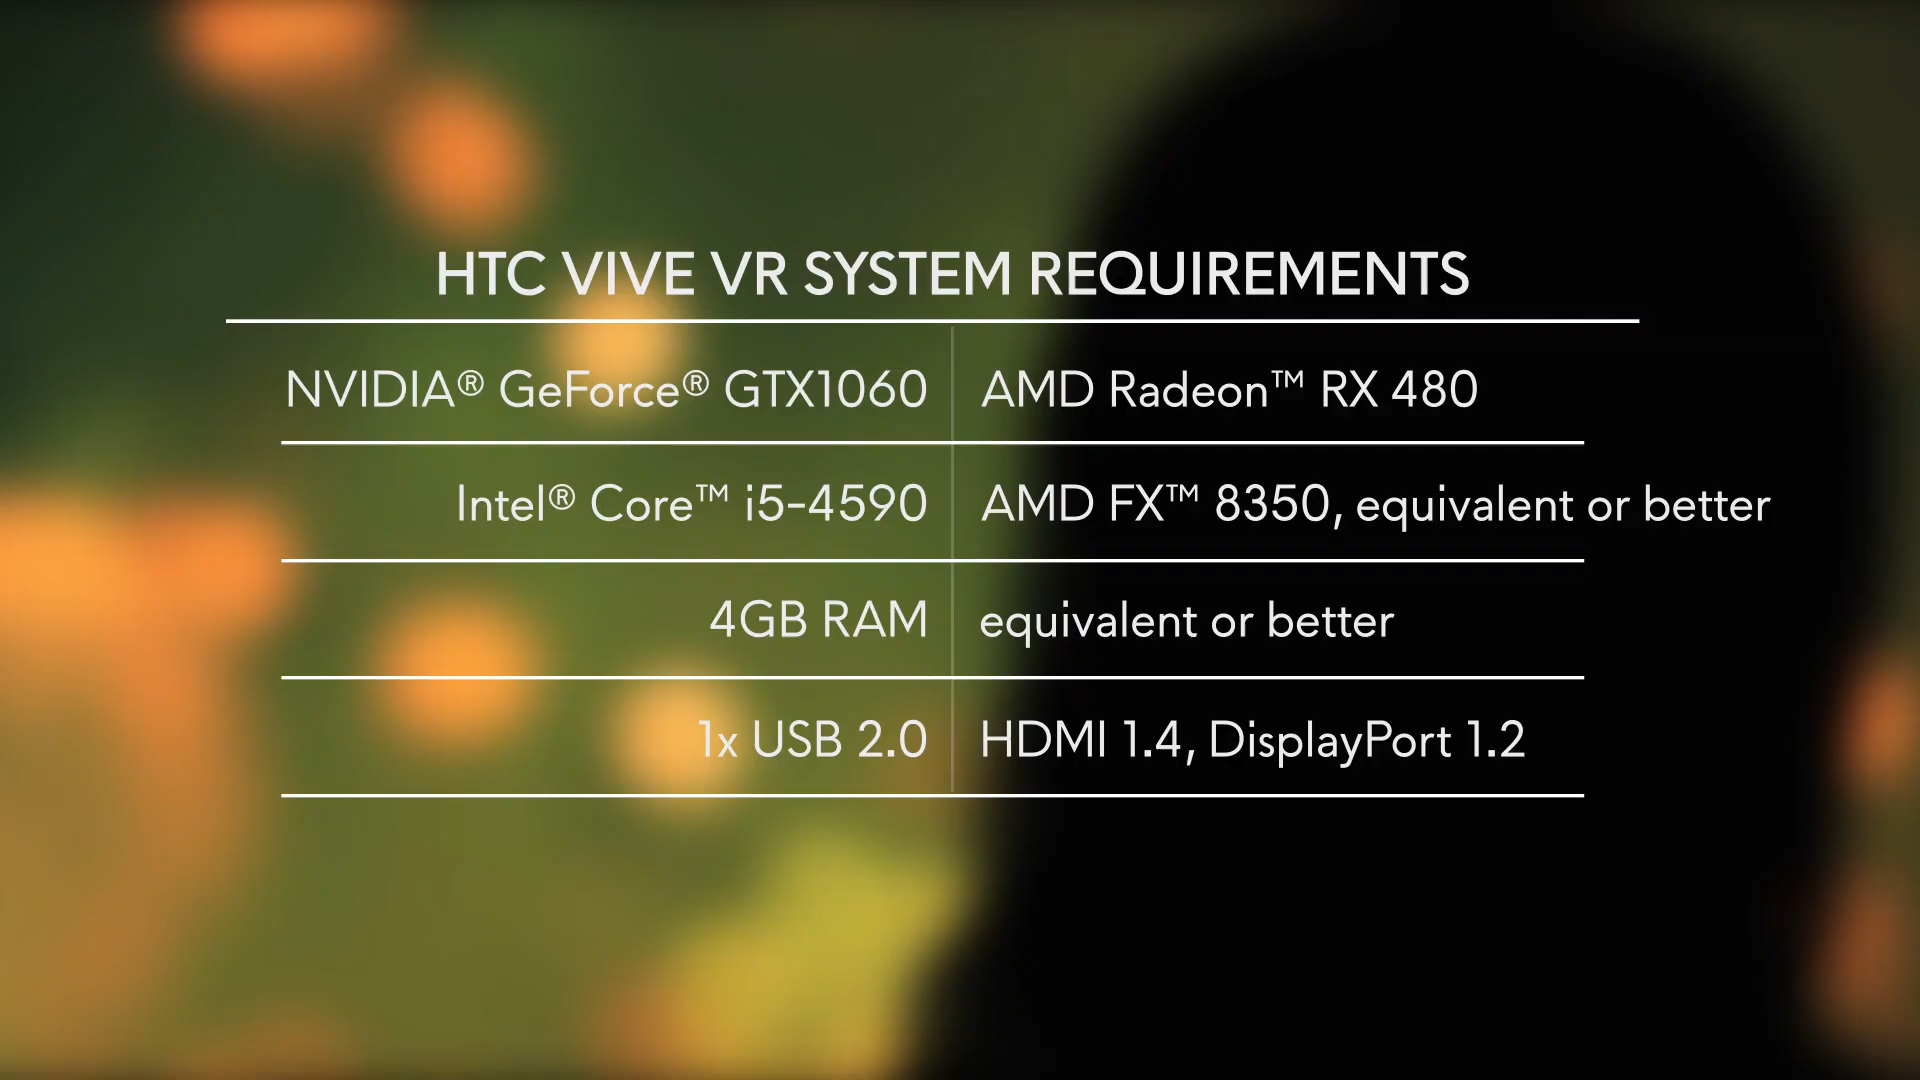 HTC VIVE VR SYSTEM REQUIREMENTS
NVIDIA® GeForce® GTX1060 AMD Radeon™ RX 480
Intel® Core™ i5-4590 AMD FX™ 8350, equivalent or better
4GB RAM equivalent or better
1x USB 2.0 HDMI 1.4, DisplayPort 1.2